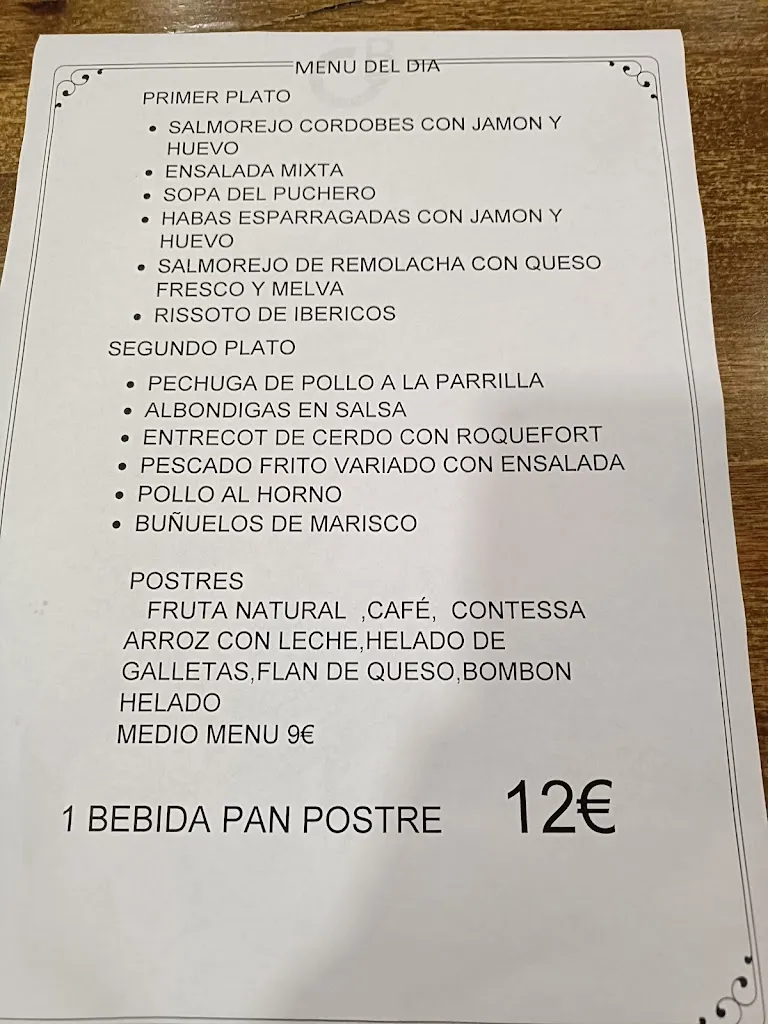 MENU DEL DIA
PRIMER PLATO
• SALMOREJO CORDOBES CON JAMON Y
HUEVO
• ENSALADA MIXTA
• SOPA DEL PUCHERO
• HABAS ESPARRAGADAS CON JAMON Y
HUEVO
• SALMOREJO DE REMOLACHA CON QUESO
FRESCO Y MELVA
• RISSOTO DE IBERICOS
SEGUNDO PLATO
• PECHUGA DE POLLO A LA PARRILLA
• ALBONDIGAS EN SALSA
• ENTRECOT DE CERDO CON ROQUEFORT
• PESCADO FRITO VARIADO CON ENSALADA
• POLLO AL HORNO
• BUÑUELOS DE MARISCO
POSTRES
FRUTA NATURAL ,CAFÉ, CONTESSA
ARROZ CON LECHE,HELADO DE
GALLETAS,FLAN DE QUESO,BOMBON
HELADO
MEDIO MENU 9€
1 BEBIDA PAN POSTRE 12€